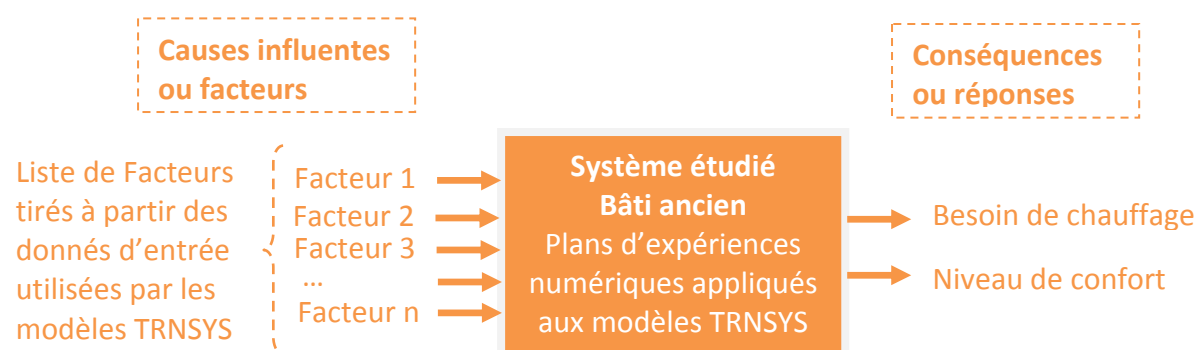 Causes influentes
ou facteurs
Conséquences
ou réponses
Liste de Facteurs
tirés à partir des
donnés d'entrée
utilisées par les
modèles TRNSYS
Facteur 1
Facteur 2
Facteur 3
...
Facteur n
Système étudié
Bâti ancien
Plans d'expériences
numériques appliqués
aux modèles TRNSYS
Besoin de chauffage
Niveau de confort